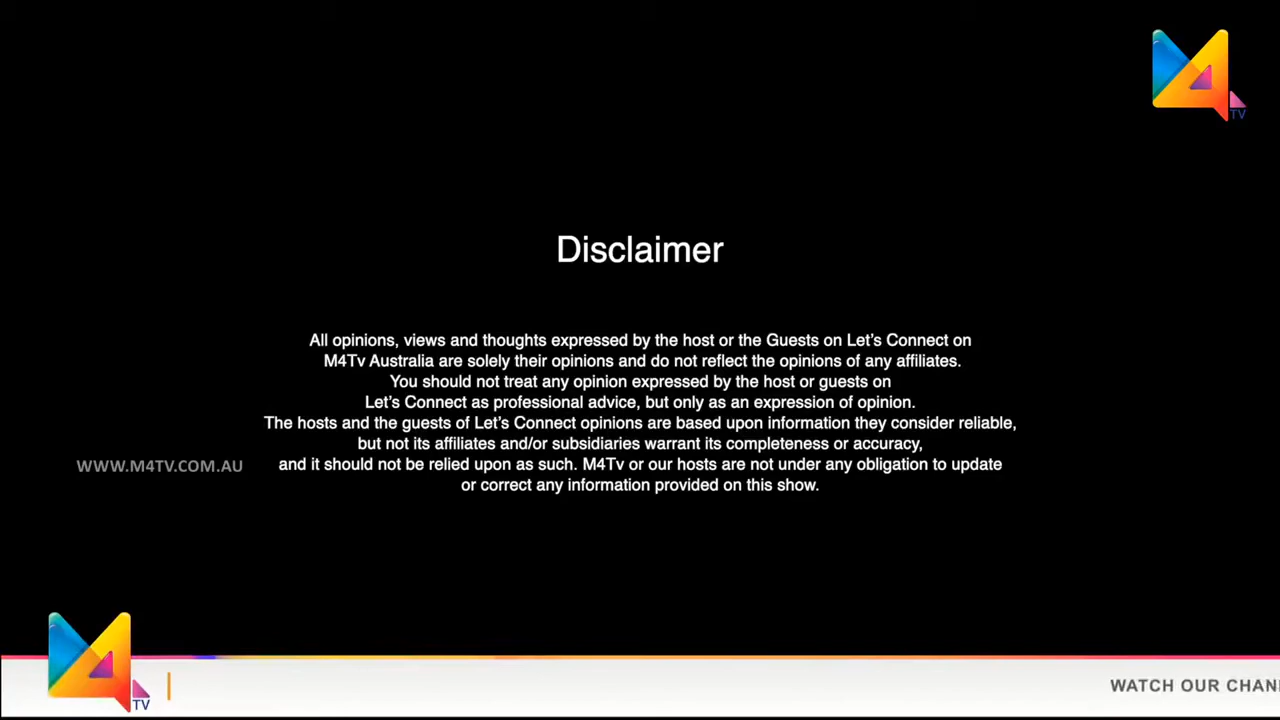 M4
TV
Disclaimer
All opinions, views and thoughts expressed by the host or the Guests on Let's Connect on
M4Tv Australia are solely their opinions and do not reflect the opinions of any affiliates.
You should not treat any opinion expressed by the host or guests on
Let's Connect as professional advice, but only as an expression of opinion.
The hosts and the guests of Let's Connect opinions are based upon information they consider reliable,
but not its affiliates and/or subsidiaries warrant its completeness or accuracy,
and it should not be relied upon as such. M4Tv or our hosts are not under any obligation to update
or correct any information provided on this show.
WWW.M4TV.COM.AU
M4
TV
WATCH OUR CHAN